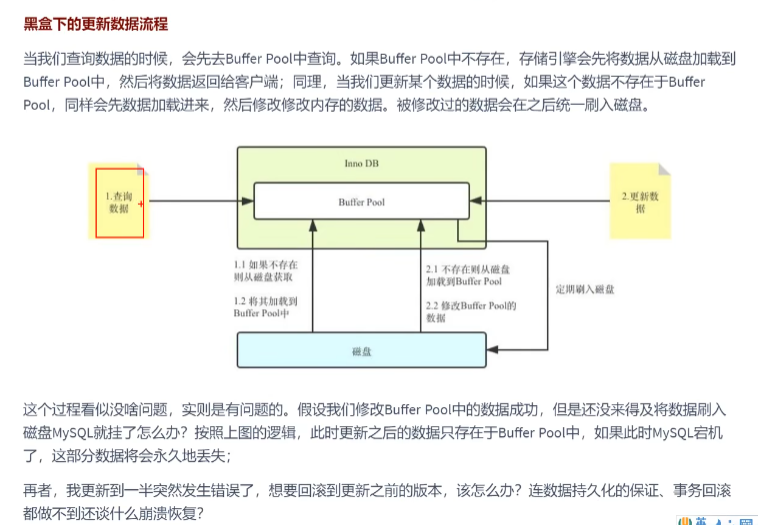 黑盒下的更新数据流程
当我们查询数据的时候，会先去Buffer Pool中查询。如果Buffer Pool中不存在，存储引擎会先将数据从磁盘加载到
Buffer Pool中，然后将数据返回给客户端；同理，当我们更新某个数据的时候，如果这个数据不存在于Buffer
Pool，同样会先数据加载进来，然后修改修改内存的数据。被修改过的数据会在之后统一刷入磁盘。
Inno DB
1.查询
数据
Buffer Pool
2.更新数
据
1.1 如果不存在
则从磁盘获取
1.2 将其加载到
Buffer Pool中
2.1 不存在则从磁盘
加载到Buffer Pool
2.2 修改Buffer Pool的
数据
定期刷入磁盘
磁盘
这个过程看似没啥问题，实则是有问题的。假设我们修改Buffer Pool中的数据成功，但是还没来得及将数据刷入
磁盘MySQL就挂了怎么办？按照上图的逻辑，此时更新之后的数据只存在于Buffer Pool中，如果此时MySQL宕机
了，这部分数据将会永久地丢失；
再者，我更新到一半突然发生错误了，想要回滚到更新之前的版本，该怎么办？连数据持久化的保证、事务回滚
都做不到还谈什么崩溃恢复？